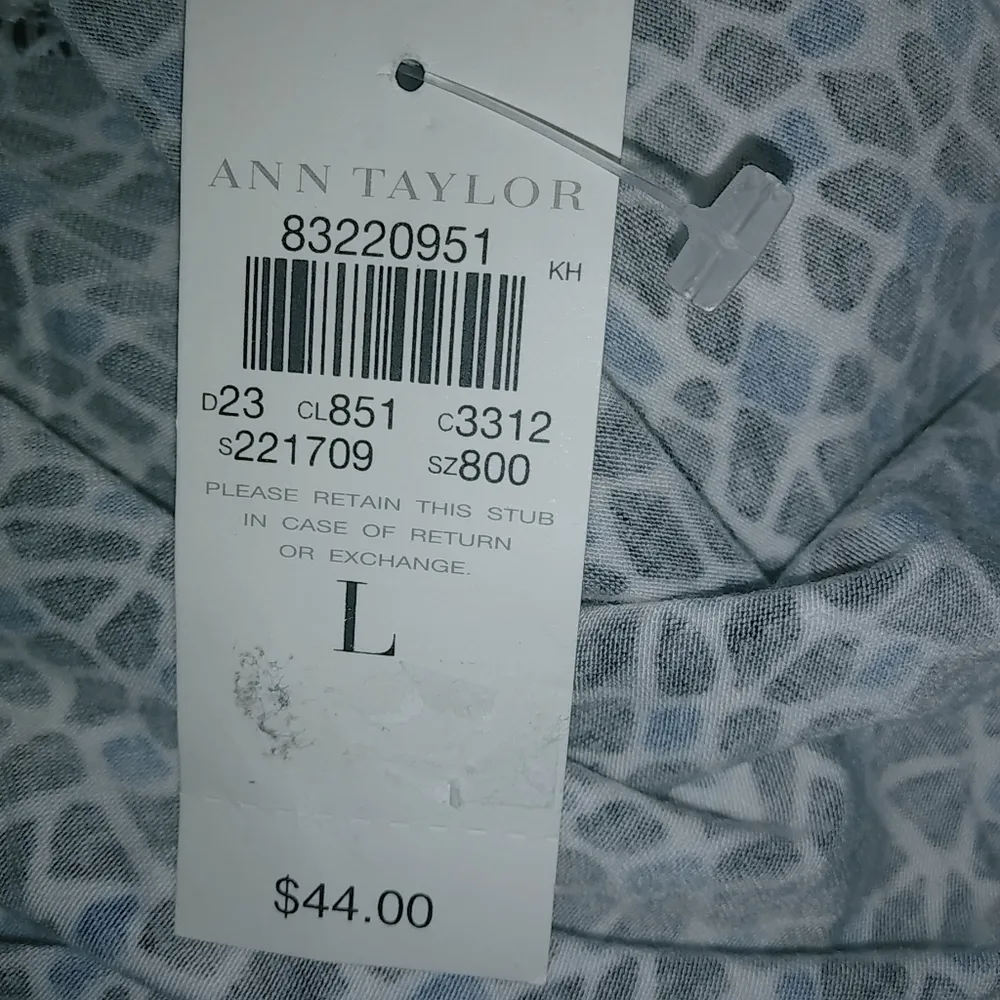 ANN TAYLOR
83220951
KH
D23 CL851 C3312
S221709 SZ800
PLEASE RETAIN THIS STUB
IN CASE OF RETURN
OR EXCHANGE.
L
$44.00